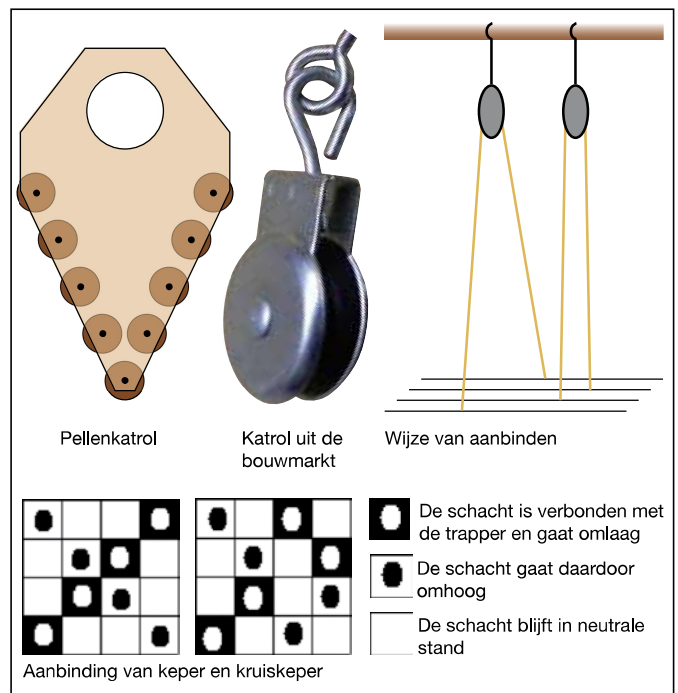 Pellenkatrol
Katrol uit de
bouwmarkt
Wijze van aanbinden
De schacht is verbonden met
de trapper en gaat omlaag
De schacht gaat daardoor
omhoog
De schacht blijft in neutrale
stand
Aanbinding van keper en kruiskeper